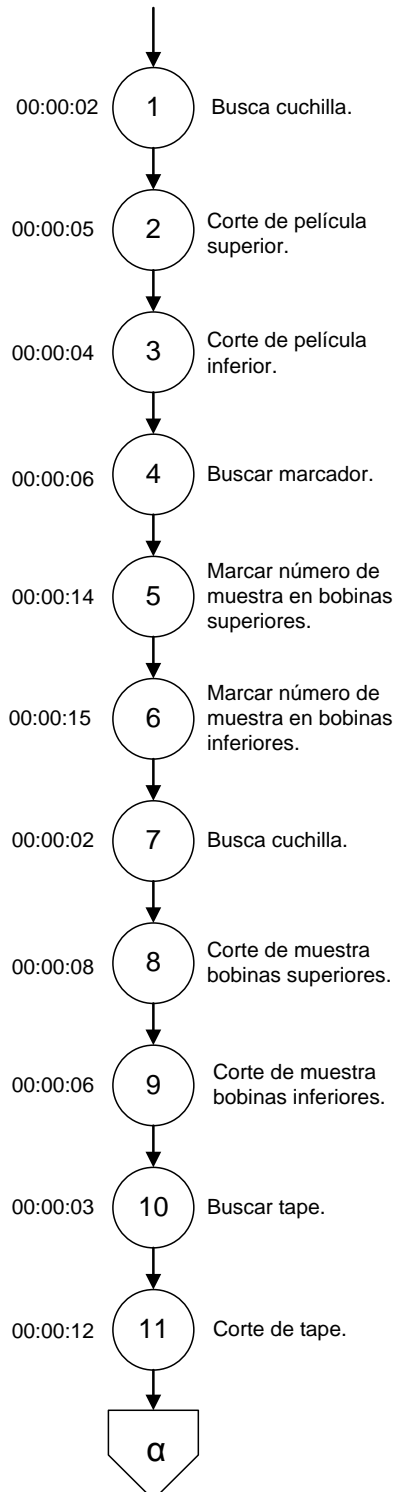 00:00:02 1 Busca cuchilla.
00:00:05 2 Corte de película
superior.
00:00:04 3 Corte de película
inferior.
00:00:06 4 Buscar marcador.
00:00:14 5 Marcar número de
muestra en bobinas
superiores.
00:00:15 6 Marcar número de
muestra en bobinas
inferiores.
00:00:02 7 Busca cuchilla.
00:00:08 8 Corte de muestra
bobinas superiores.
00:00:06 9 Corte de muestra
bobinas inferiores.
00:00:03 10 Buscar tape.
00:00:12 11 Corte de tape.
α